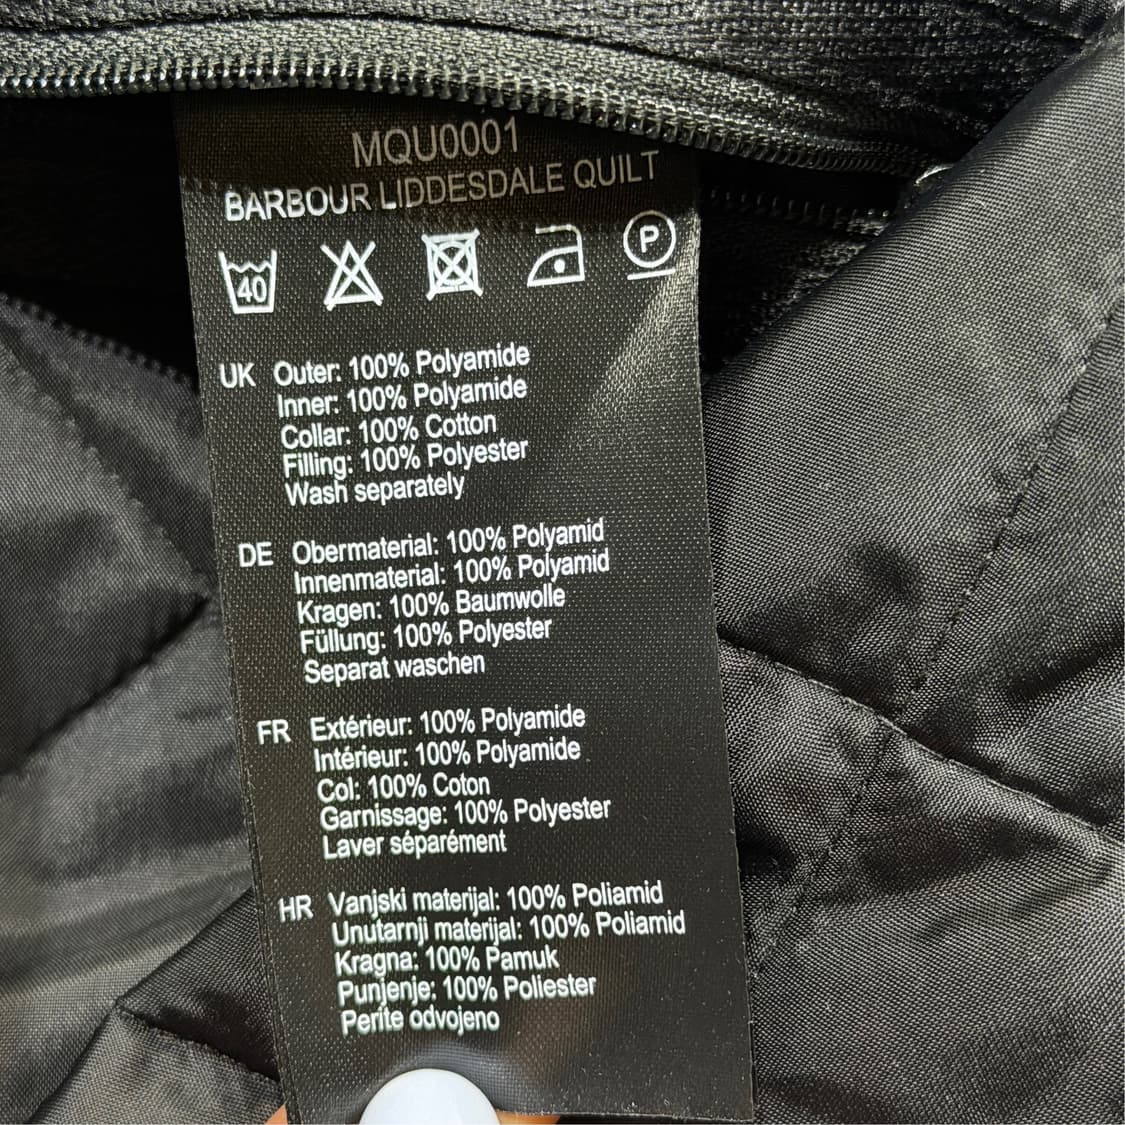 MQU0001
BARBOUR LIDDESDALE QUILT
40 P
UK Outer: 100% Polyamide
Inner: 100% Polyamide
Collar: 100% Cotton
Filling: 100% Polyester
Wash separately
DE Obermaterial: 100% Polyamid
Innenmaterial: 100% Polyamid
Kragen: 100% Baumwolle
Füllung: 100% Polyester
Separat waschen
FR Extérieur: 100% Polyamide
Intérieur: 100% Polyamide
Col: 100% Coton
Garnissage: 100% Polyester
Laver séparément
HR Vanjski materijal: 100% Poliamid
Unutarnji materijal: 100% Poliamid
Kragna: 100% Pamuk
Punjenje: 100% Poliester
Perite odvojeno